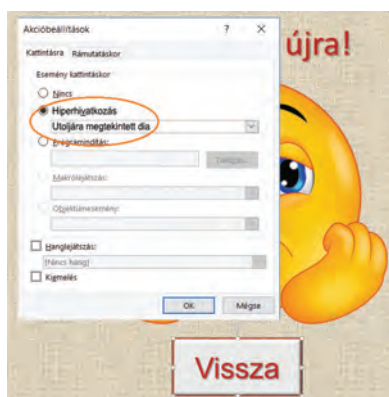 Akcióbeállítások ? ×
újra!
Kattintásra Rámutatáskor
Esemény kattintáskor
Nincs
Hiperhivatkozás
Utoljára megtekintett dia
Programindítás:
Tallózás...
Makrólejátszás:
Objektumesemény:
Hanglejátszás:
[Nincs hang]
Kiemelés
OK Mégse
Vissza